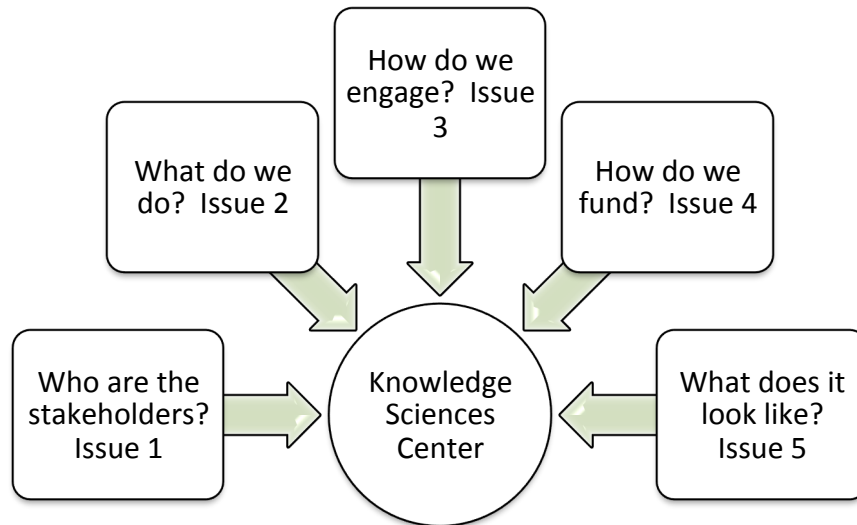 Who are the
stakeholders?
Issue 1
What do we
do?  Issue 2
How do we
engage?  Issue
3
How do we
fund?  Issue 4
What does it
look like?
Issue 5
Knowledge
Sciences
Center